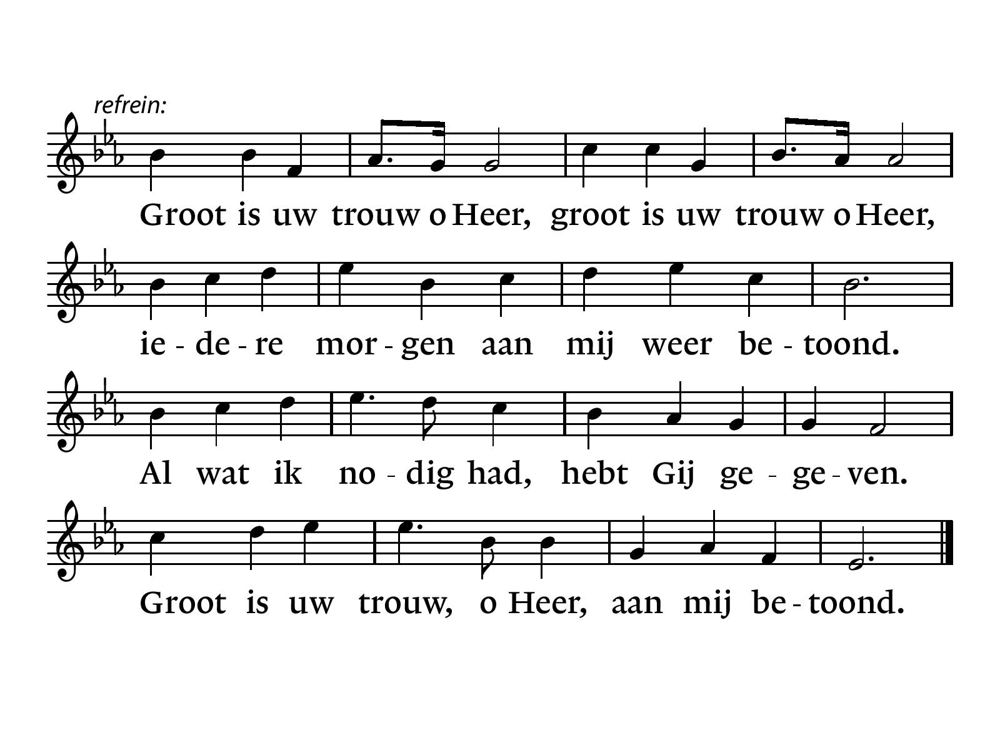 refrein:
Groot is uw trouw o Heer, groot is uw trouw o Heer,
ie - de - re mor - gen aan mij weer be - toond.
Al wat ik no - dig had, hebt Gij ge - ge - ven.
Groot is uw trouw, o Heer, aan mij be - toond.